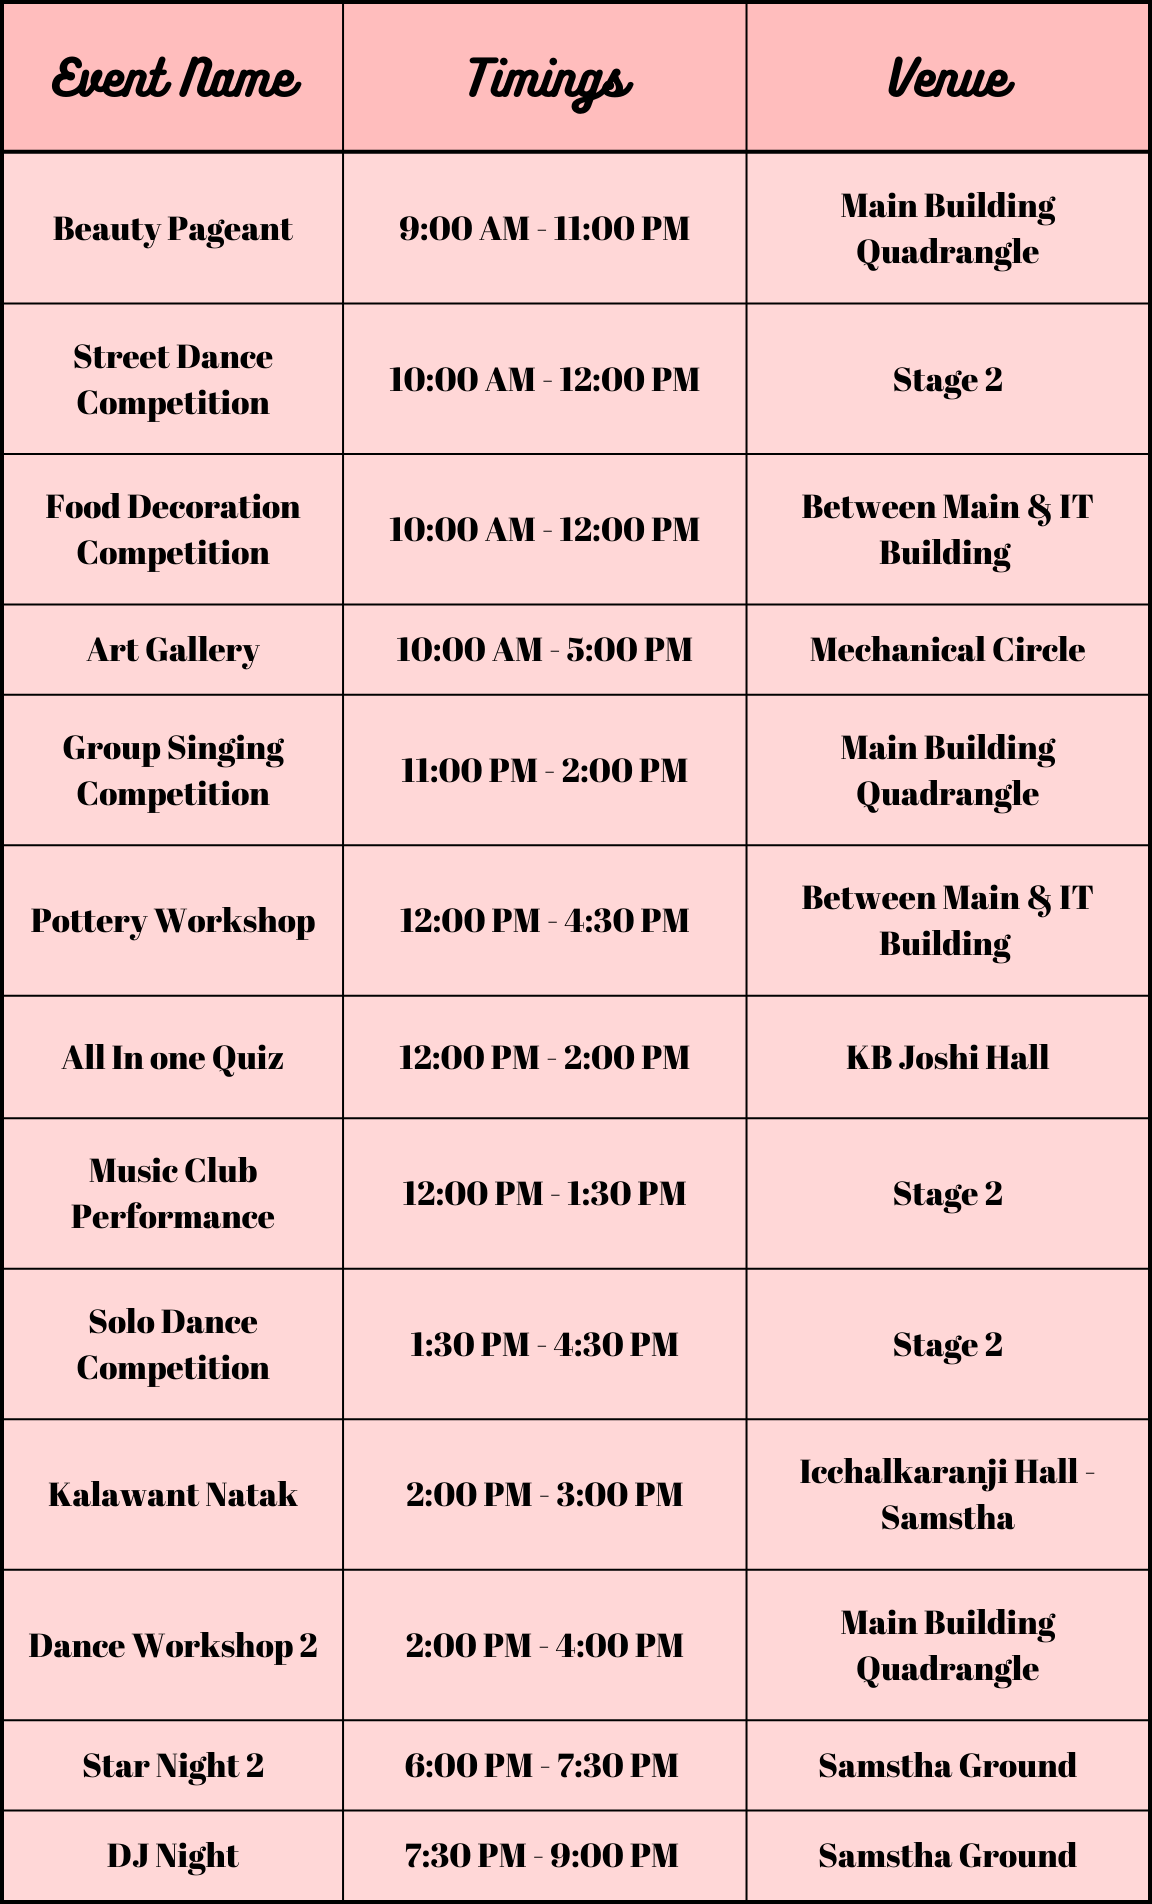 Event Name Timings Venue
Beauty Pageant 9:00 AM - 11:00 PM Main Building
Quadrangle
Street Dance
Competition 10:00 AM - 12:00 PM Stage 2
Food Decoration
Competition 10:00 AM - 12:00 PM Between Main & IT
Building
Art Gallery 10:00 AM - 5:00 PM Mechanical Circle
Group Singing
Competition 11:00 PM - 2:00 PM Main Building
Quadrangle
Pottery Workshop 12:00 PM - 4:30 PM Between Main & IT
Building
All In one Quiz 12:00 PM - 2:00 PM KB Joshi Hall
Music Club
Performance 12:00 PM - 1:30 PM Stage 2
Solo Dance
Competition 1:30 PM - 4:30 PM Stage 2
Kalawant Natak 2:00 PM - 3:00 PM Icchalkaranji Hall -
Samstha
Dance Workshop 2 2:00 PM - 4:00 PM Main Building
Quadrangle
Star Night 2 6:00 PM - 7:30 PM Samstha Ground
DJ Night 7:30 PM - 9:00 PM Samstha Ground